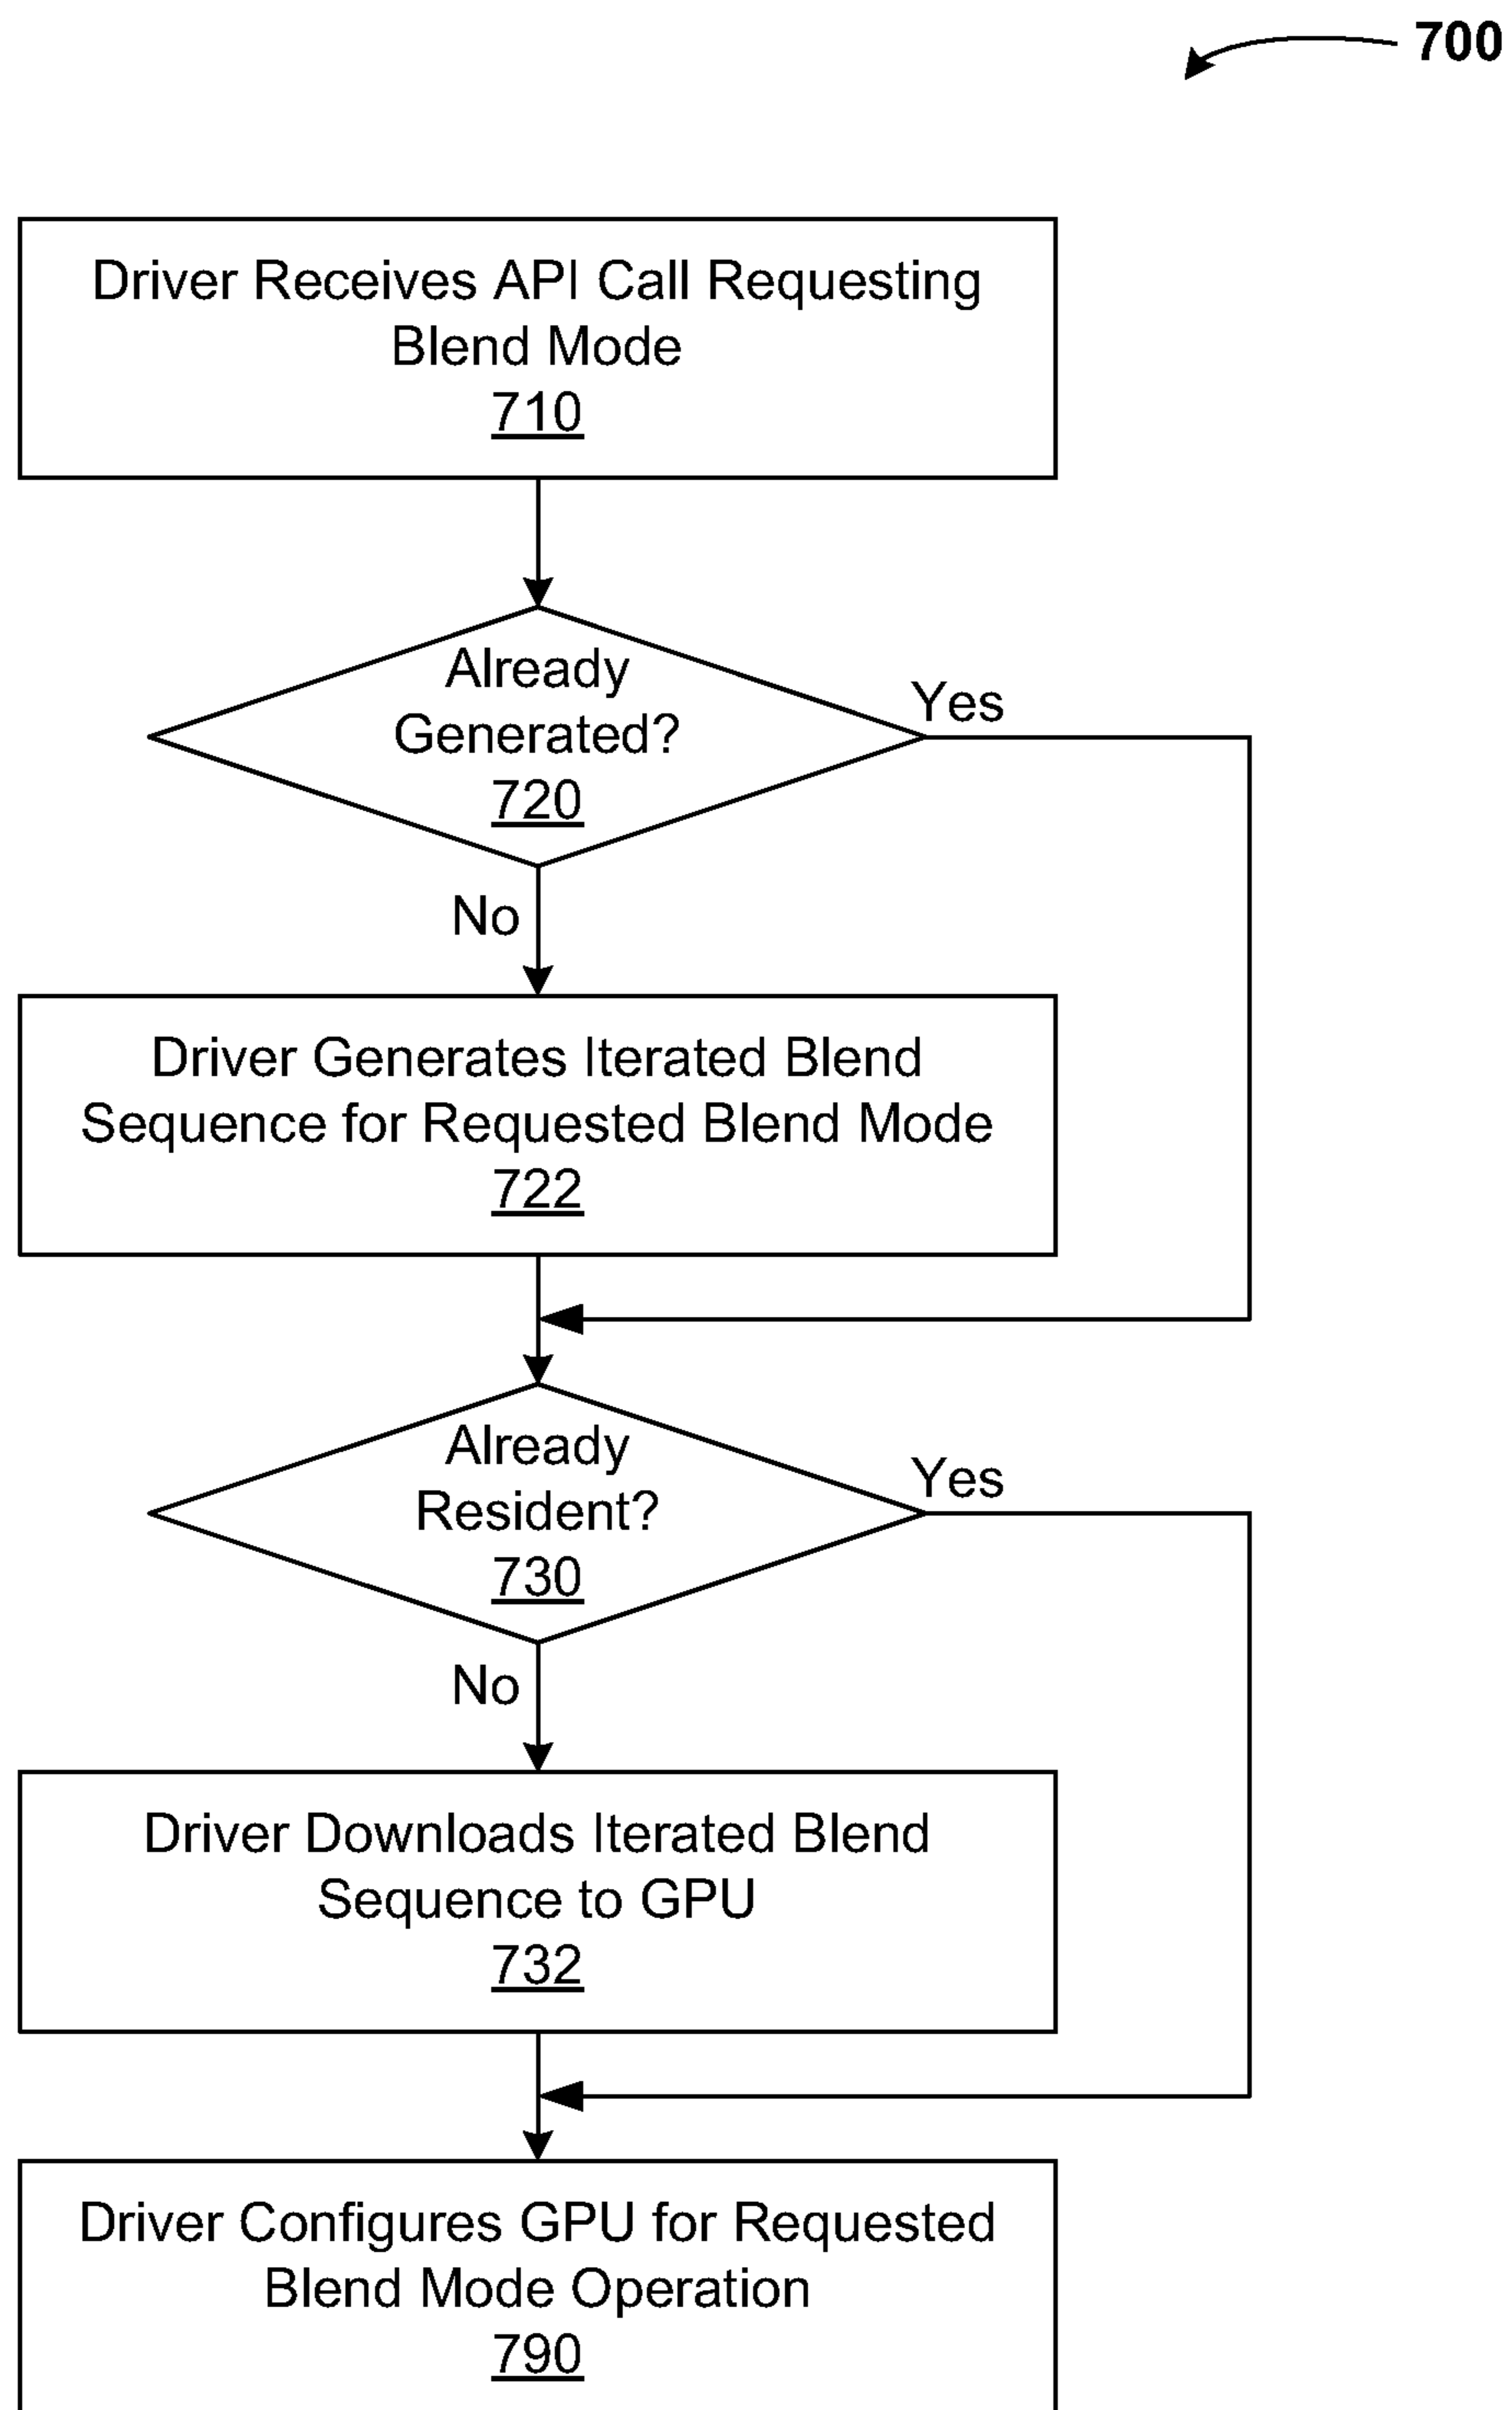 700
Driver Receives API Call Requesting
Blend Mode
710
Already
Generated?
720
Yes
No
Driver Generates Iterated Blend
Sequence for Requested Blend Mode
722
Already
Resident?
730
Yes
No
Driver Downloads Iterated Blend
Sequence to GPU
732
Driver Configures GPU for Requested
Blend Mode Operation
790